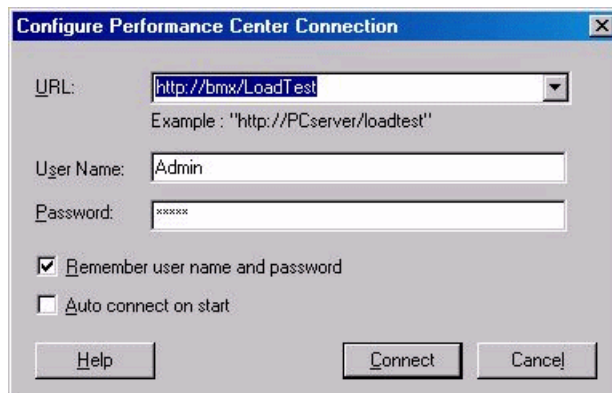 Configure Performance Center Connection
URL: http://bmx/LoadTest
Example : "http://PCserver/loadtest"
User Name: Admin
Password: *****
Remember user name and password
Auto connect on start
Help Connect Cancel